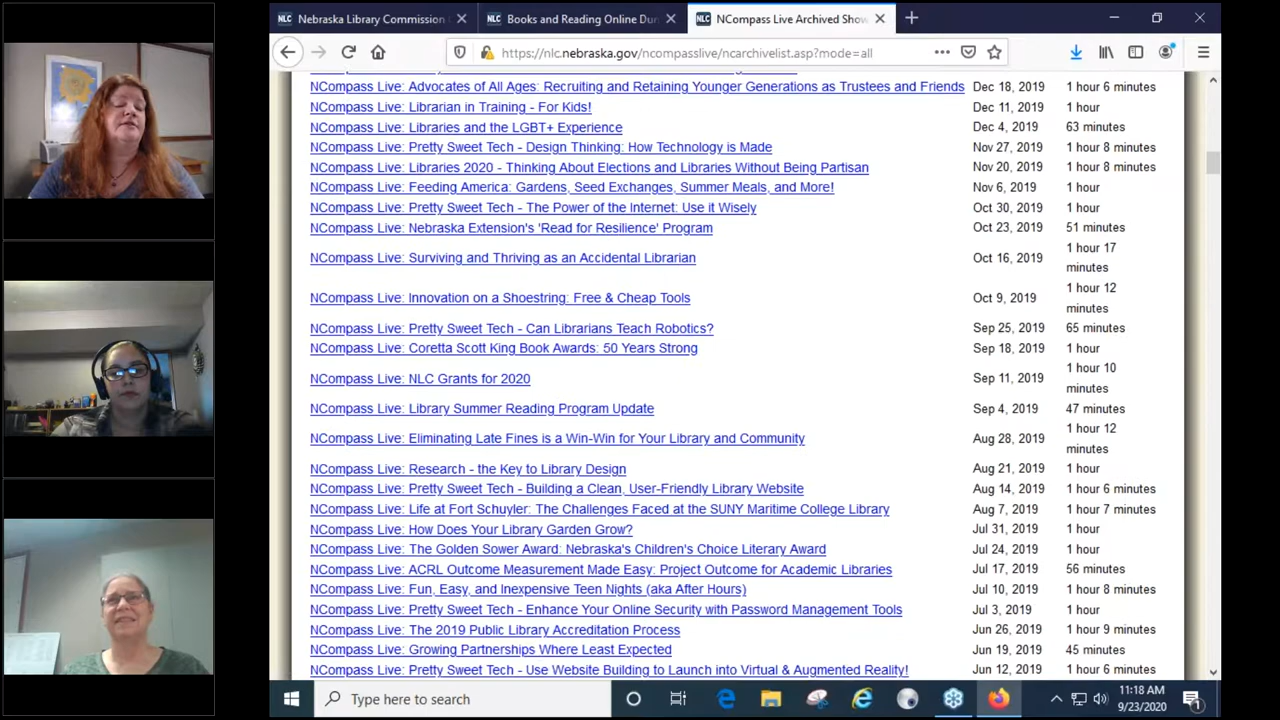 NLC Nebraska Library Commission
NLC Books and Reading Online Du
NLC NCompass Live Archived Show
https://nlc.nebraska.gov/ncompasslive/ncarchivelist.asp?mode=all
NCompass Live: Advocates of All Ages: Recruiting and Retaining Younger Generations as Trustees and Friends Dec 18, 2019 1 hour 6 minutes
NCompass Live: Librarian in Training - For Kids! Dec 11, 2019 1 hour
NCompass Live: Libraries and the LGBT+ Experience Dec 4, 2019 63 minutes
NCompass Live: Pretty Sweet Tech - Design Thinking: How Technology is Made Nov 27, 2019 1 hour 8 minutes
NCompass Live: Libraries 2020 - Thinking About Elections and Libraries Without Being Partisan Nov 20, 2019 1 hour 8 minutes
NCompass Live: Feeding America: Gardens, Seed Exchanges, Summer Meals, and More! Nov 6, 2019 1 hour
NCompass Live: Pretty Sweet Tech - The Power of the Internet: Use it Wisely Oct 30, 2019 1 hour
NCompass Live: Nebraska Extension's 'Read for Resilience' Program Oct 23, 2019 51 minutes
NCompass Live: Surviving and Thriving as an Accidental Librarian Oct 16, 2019 1 hour 17
minutes
NCompass Live: Innovation on a Shoestring: Free & Cheap Tools Oct 9, 2019 1 hour 12
minutes
NCompass Live: Pretty Sweet Tech - Can Librarians Teach Robotics? Sep 25, 2019 65 minutes
NCompass Live: Coretta Scott King Book Awards: 50 Years Strong Sep 18, 2019 1 hour
NCompass Live: NLC Grants for 2020 Sep 11, 2019 1 hour 10
minutes
NCompass Live: Library Summer Reading Program Update Sep 4, 2019 47 minutes
NCompass Live: Eliminating Late Fines is a Win-Win for Your Library and Community Aug 28, 2019 1 hour 12
minutes
NCompass Live: Research - the Key to Library Design Aug 21, 2019 1 hour
NCompass Live: Pretty Sweet Tech - Building a Clean, User-Friendly Library Website Aug 14, 2019 1 hour 6 minutes
NCompass Live: Life at Fort Schuyler: The Challenges Faced at the SUNY Maritime College Library Aug 7, 2019 1 hour 7 minutes
NCompass Live: How Does Your Library Garden Grow? Jul 31, 2019 1 hour
NCompass Live: The Golden Sower Award: Nebraska's Children's Choice Literary Award Jul 24, 2019 1 hour
NCompass Live: ACRL Outcome Measurement Made Easy: Project Outcome for Academic Libraries Jul 17, 2019 56 minutes
NCompass Live: Fun, Easy, and Inexpensive Teen Nights (aka After Hours) Jul 10, 2019 1 hour 8 minutes
NCompass Live: Pretty Sweet Tech - Enhance Your Online Security with Password Management Tools Jul 3, 2019 1 hour
NCompass Live: The 2019 Public Library Accreditation Process Jun 26, 2019 1 hour 9 minutes
NCompass Live: Growing Partnerships Where Least Expected Jun 19, 2019 45 minutes
NCompass Live: Pretty Sweet Tech - Use Website Building to Launch into Virtual & Augmented Reality! Jun 12, 2019 1 hour 6 minutes
Type here to search
11:18 AM
9/23/2020
1